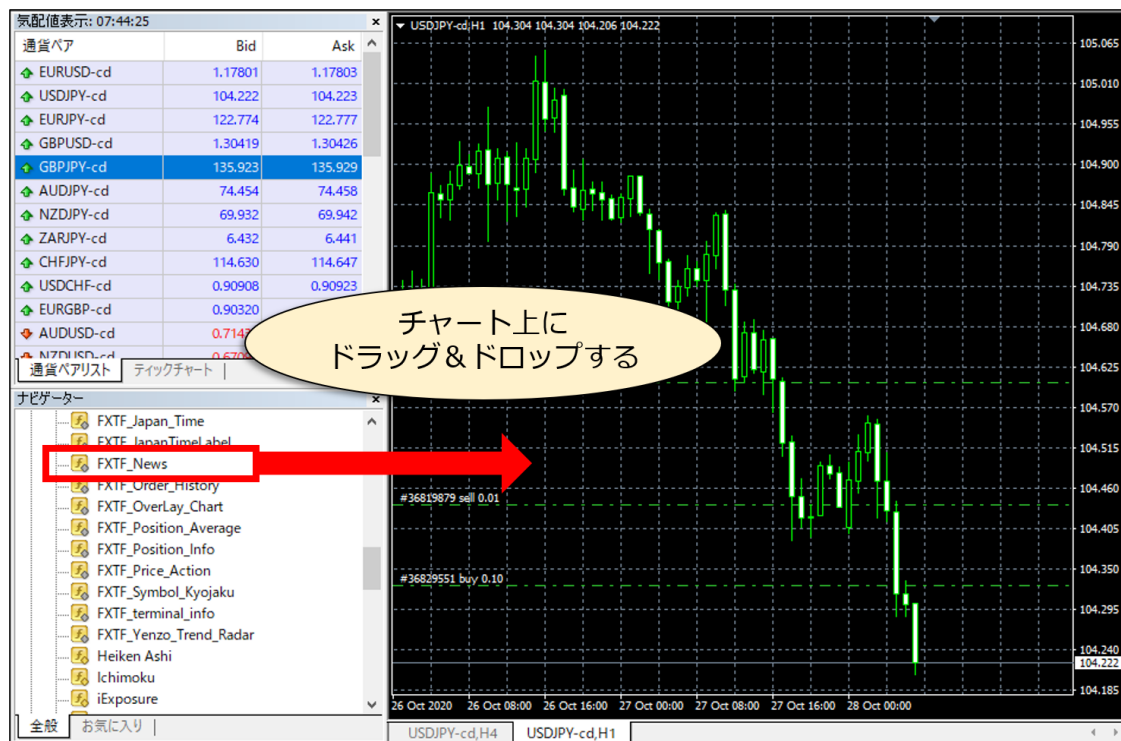 気配値表示: 07:44:25
通貨ペア Bid Ask
EURUSD-cd 1.17801 1.17803
USDJPY-cd 104.222 104.223
EURJPY-cd 122.774 122.777
GBPUSD-cd 1.30419 1.30426
GBPJPY-cd 135.923 135.929
AUDJPY-cd 74.454 74.458
NZDJPY-cd 69.932 69.942
ZARJPY-cd 6.432 6.441
CHFJPY-cd 114.630 114.647
USDCHF-cd 0.90908 0.90923
EURGBP-cd 0.90320
AUDUSD-cd
NZDUSD-cd
通貨ペアリスト ティックチャート
ナビゲーター
FXTF_Japan_Time
FXTF_JapanTimeLabel
FXTF_News
FXTF_Order_History
FXTF_OverLay_Chart
FXTF_Position_Average
FXTF_Position_Info
FXTF_Price_Action
FXTF_Symbol_Kyojaku
FXTF_terminal_info
FXTF_Yenzo_Trend_Radar
Heiken Ashi
Ichimoku
iExposure
全般 お気に入り
USDJPY-cd,H1 104.304 104.304 104.206 104.222
チャート上に
ドラッグ&ドロップする
#36819879 sell 0.01
#36829551 buy 0.10
105.065
105.010
104.955
104.900
104.845
104.790
104.735
104.680
104.625
104.570
104.515
104.460
104.405
104.350
104.295
104.240
104.222
104.185
26 Oct 2020 26 Oct 08:00 26 Oct 16:00 27 Oct 00:00 27 Oct 08:00 27 Oct 16:00 28 Oct 00:00
USDJPY-cd,H4 USDJPY-cd,H1